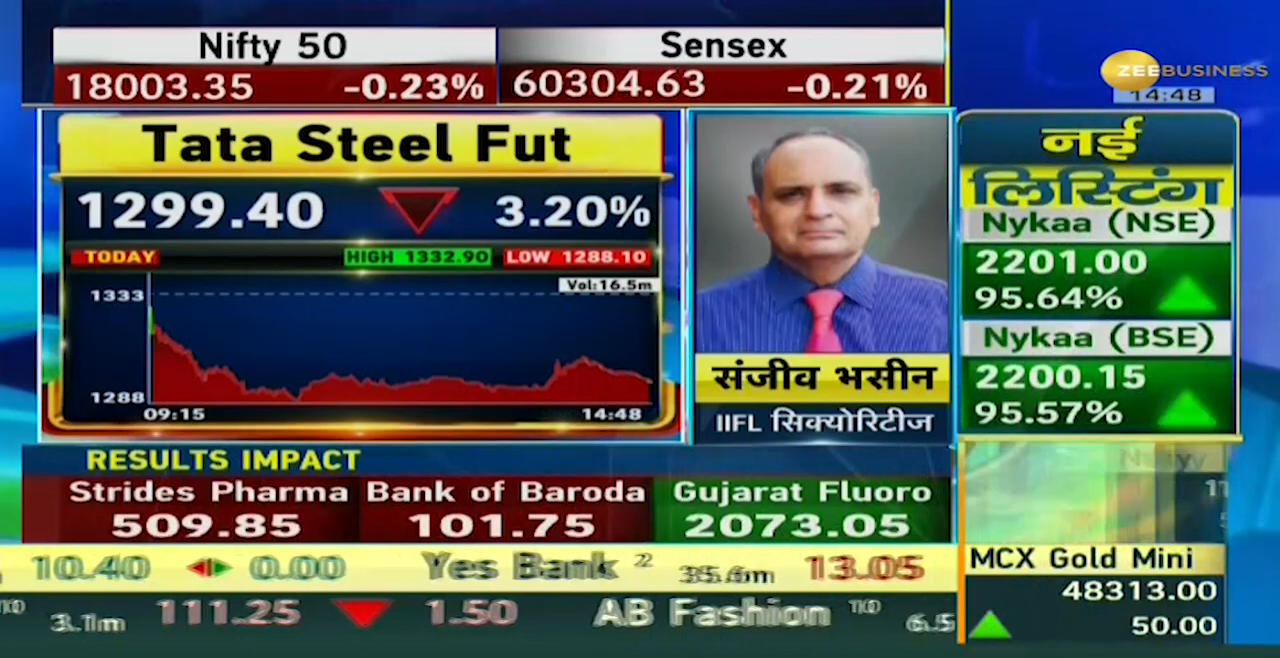 Nifty 50
18003.35 -0.23%
Sensex
60304.63 -0.21%
ZEEBUSINESS
14:48
Tata Steel Fut
1299.40 3.20%
TODAY HIGH 1332.90 LOW 1288.10
Vol:16.5m
1333
1288
09:15 14:48
संजीव भसीन
IIFL सिक्योरिटीज
नई
लिस्टिंग
Nykaa (NSE)
2201.00
95.64%
Nykaa (BSE)
2200.15
95.57%
RESULTS IMPACT
Strides Pharma Bank of Baroda Gujarat Fluoro
509.85 101.75 2073.05
10.40 0.00 Yes Bank 2 35.6m 13.05
10 3.1m 111.25 1.50 AB Fashion 10 6.5
MCX Gold Mini
48313.00
50.00